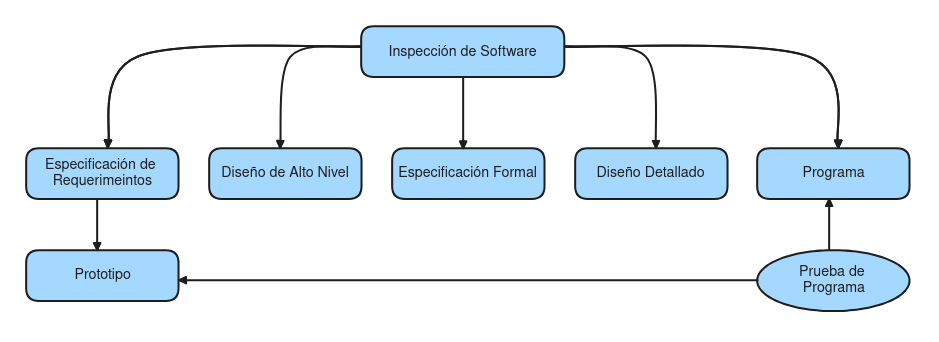 Inspección de Software
Especificación de
Requerimeintos
Diseño de Alto Nivel
Especificación Formal
Diseño Detallado
Programa
Prototipo
Prueba de
Programa